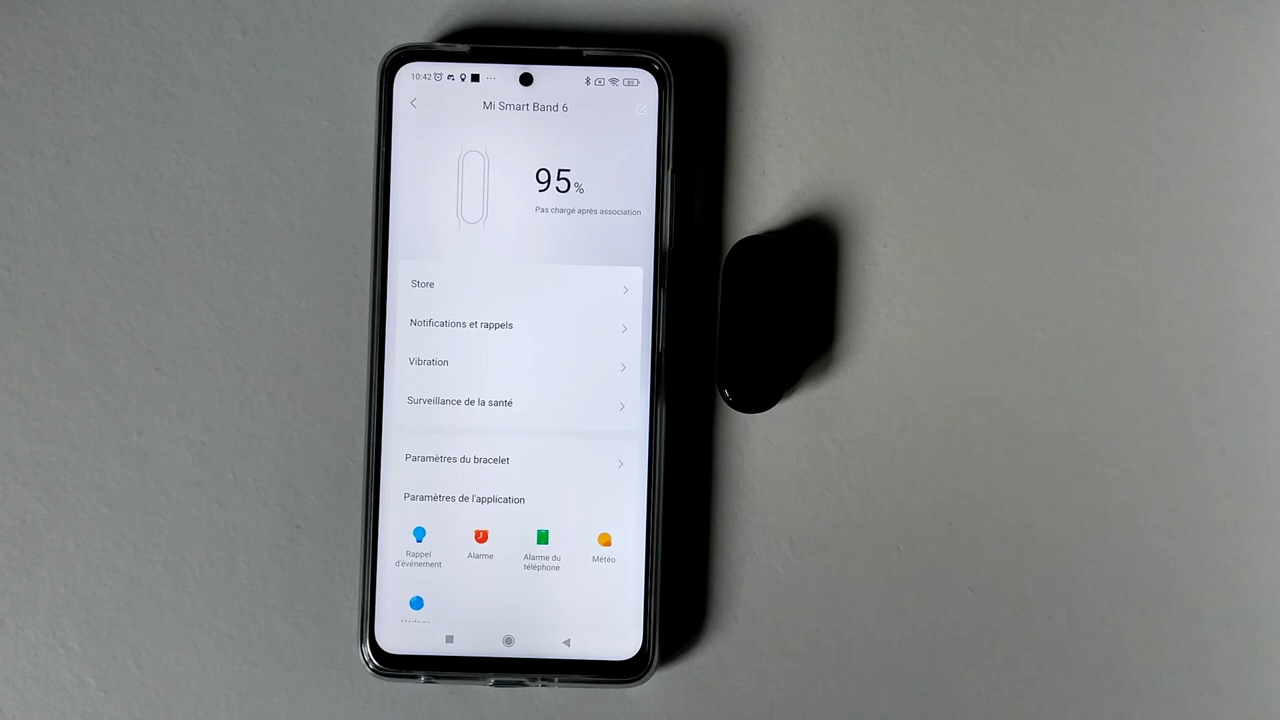 10:42
Mi Smart Band 6
95%
Pas chargé après association
Store
Notifications et rappels
Vibration
Surveillance de la santé
Paramètres du bracelet
Paramètres de l'application
Rappel
d'événement
Alarme
Alarme du
téléphone
Météo